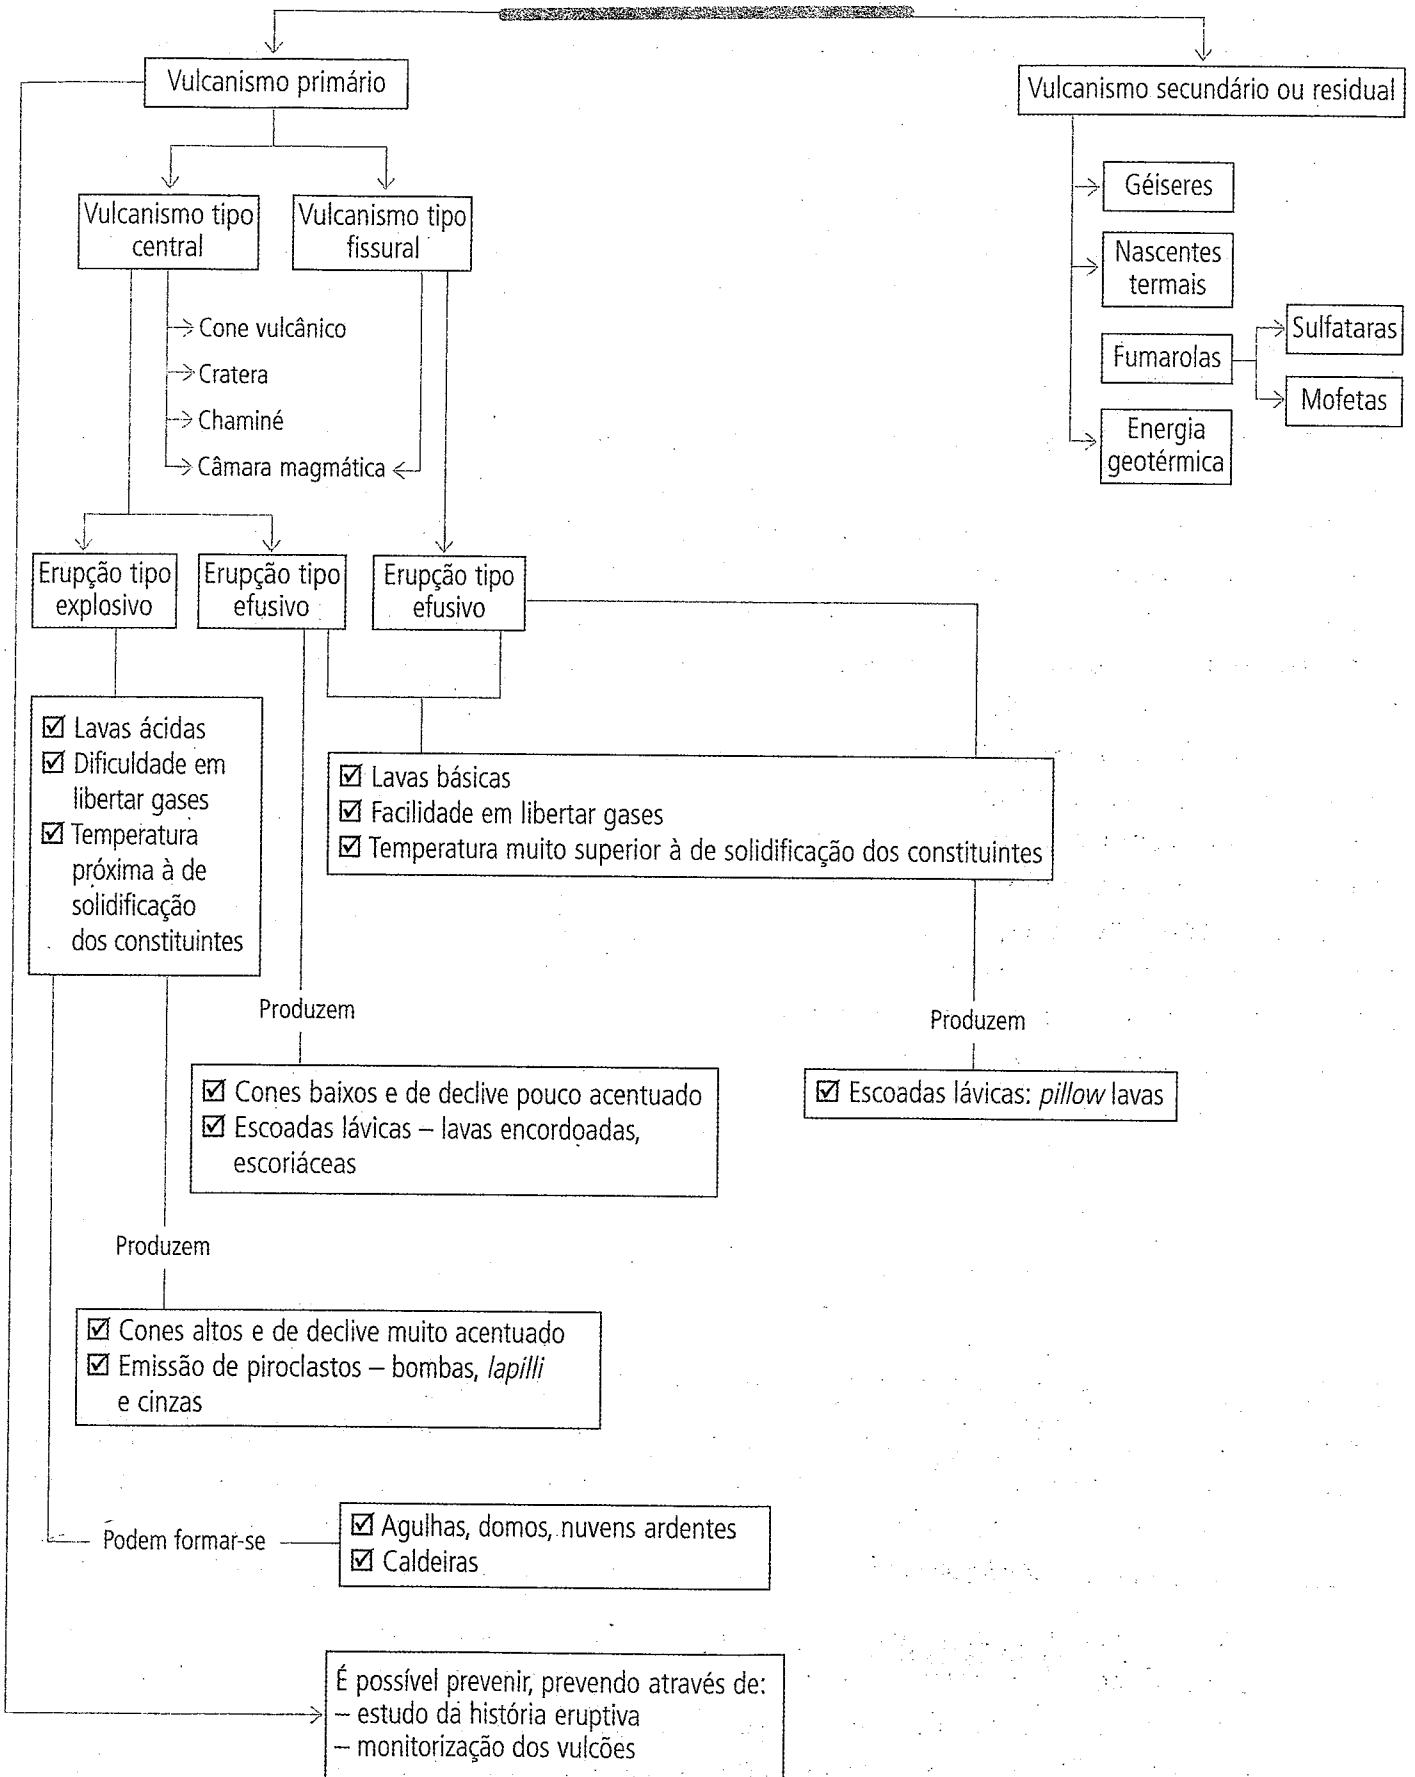 Vulcanismo primário
Vulcanismo secundário ou residual
Vulcanismo tipo
central
Vulcanismo tipo
fissural
Géiseres
Nascentes
termais
Fumarolas
Sulfataras
Mofetas
Energia
geotérmica
Cone vulcânico
Cratera
Chaminé
Câmara magmática
Erupção tipo
explosivo
Erupção tipo
efusivo
Erupção tipo
efusivo
☑ Lavas ácidas
☑ Dificuldade em
libertar gases
☑ Temperatura
próxima à de
solidificação
dos constituintes
☑ Lavas básicas
☑ Facilidade em libertar gases
☑ Temperatura muito superior à de solidificação dos constituintes
Produzem
☑ Cones baixos e de declive pouco acentuado
☑ Escoadas lávicas – lavas encordoadas,
escoriáceas
Produzem
☑ Escoadas lávicas: pillow lavas
Produzem
☑ Cones altos e de declive muito acentuado
☑ Emissão de piroclastos – bombas, lapilli
e cinzas
Podem formar-se
☑ Agulhas, domos, nuvens ardentes
☑ Caldeiras
É possível prevenir, prevendo através de:
– estudo da história eruptiva
– monitorização dos vulcões